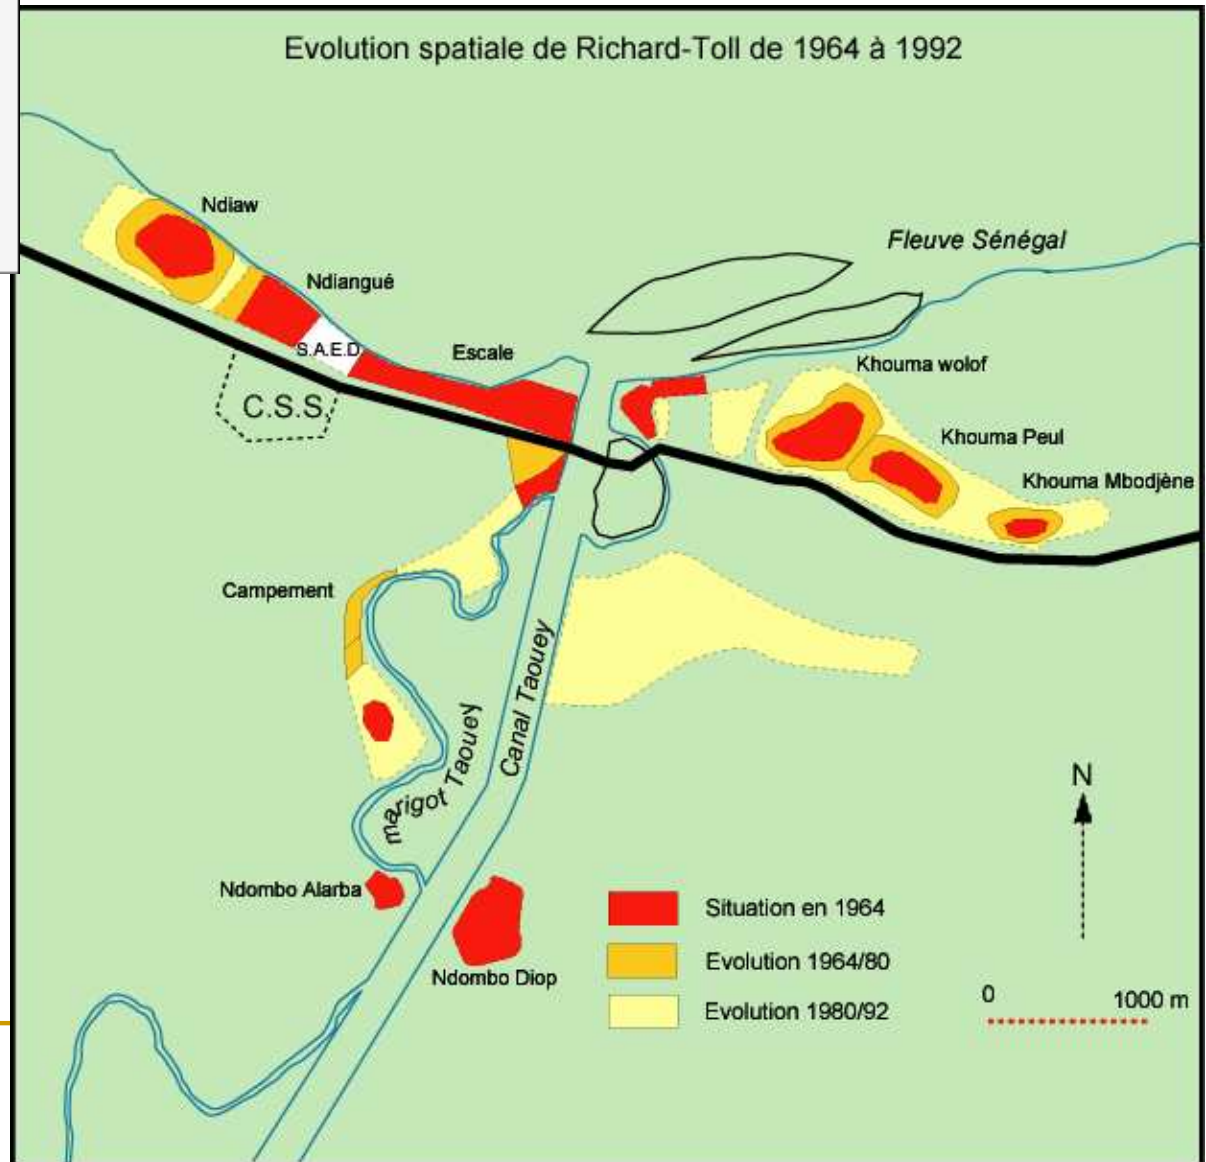 Evolution spatiale de Richard-Toll de 1964 à 1992
Ndiaw
Fleuve Sénégal
Ndiangué
S.A.E.D.
Escale
Khouma wolof
C.S.S.
Khouma Peul
Khouma Mbodjène
Campement
Canal Taouey
marigot Taouey
N
Ndombo Alarba
Ndombo Diop
Situation en 1964
Evolution 1964/80
Evolution 1980/92
0 1000 m